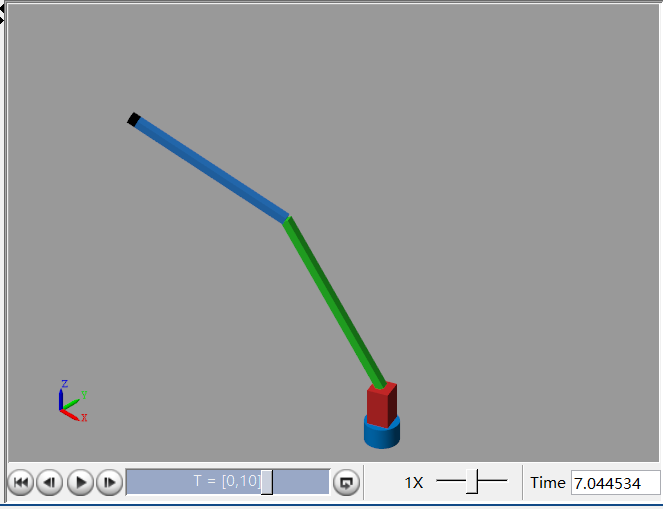 Z
Y
X
T = [0,10]
1X
Time 7.044534